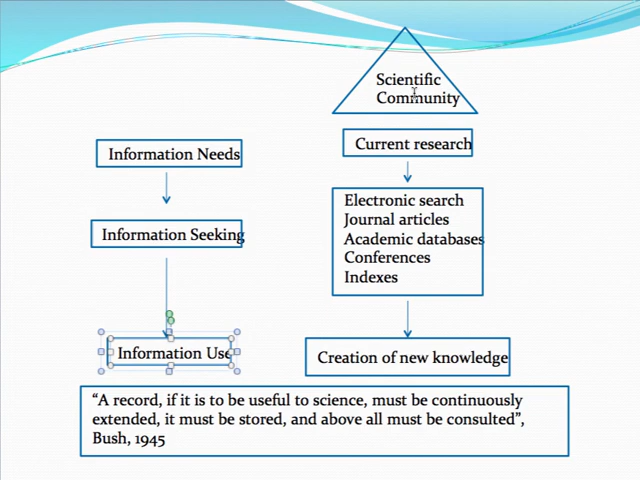 Scientific
Community
Current research
Information Needs
Electronic search
Journal articles
Academic databases
Conferences
Indexes
Information Seeking
Information Use
Creation of new knowledge
“A record, if it is to be useful to science, must be continuously
extended, it must be stored, and above all must be consulted”,
Bush, 1945